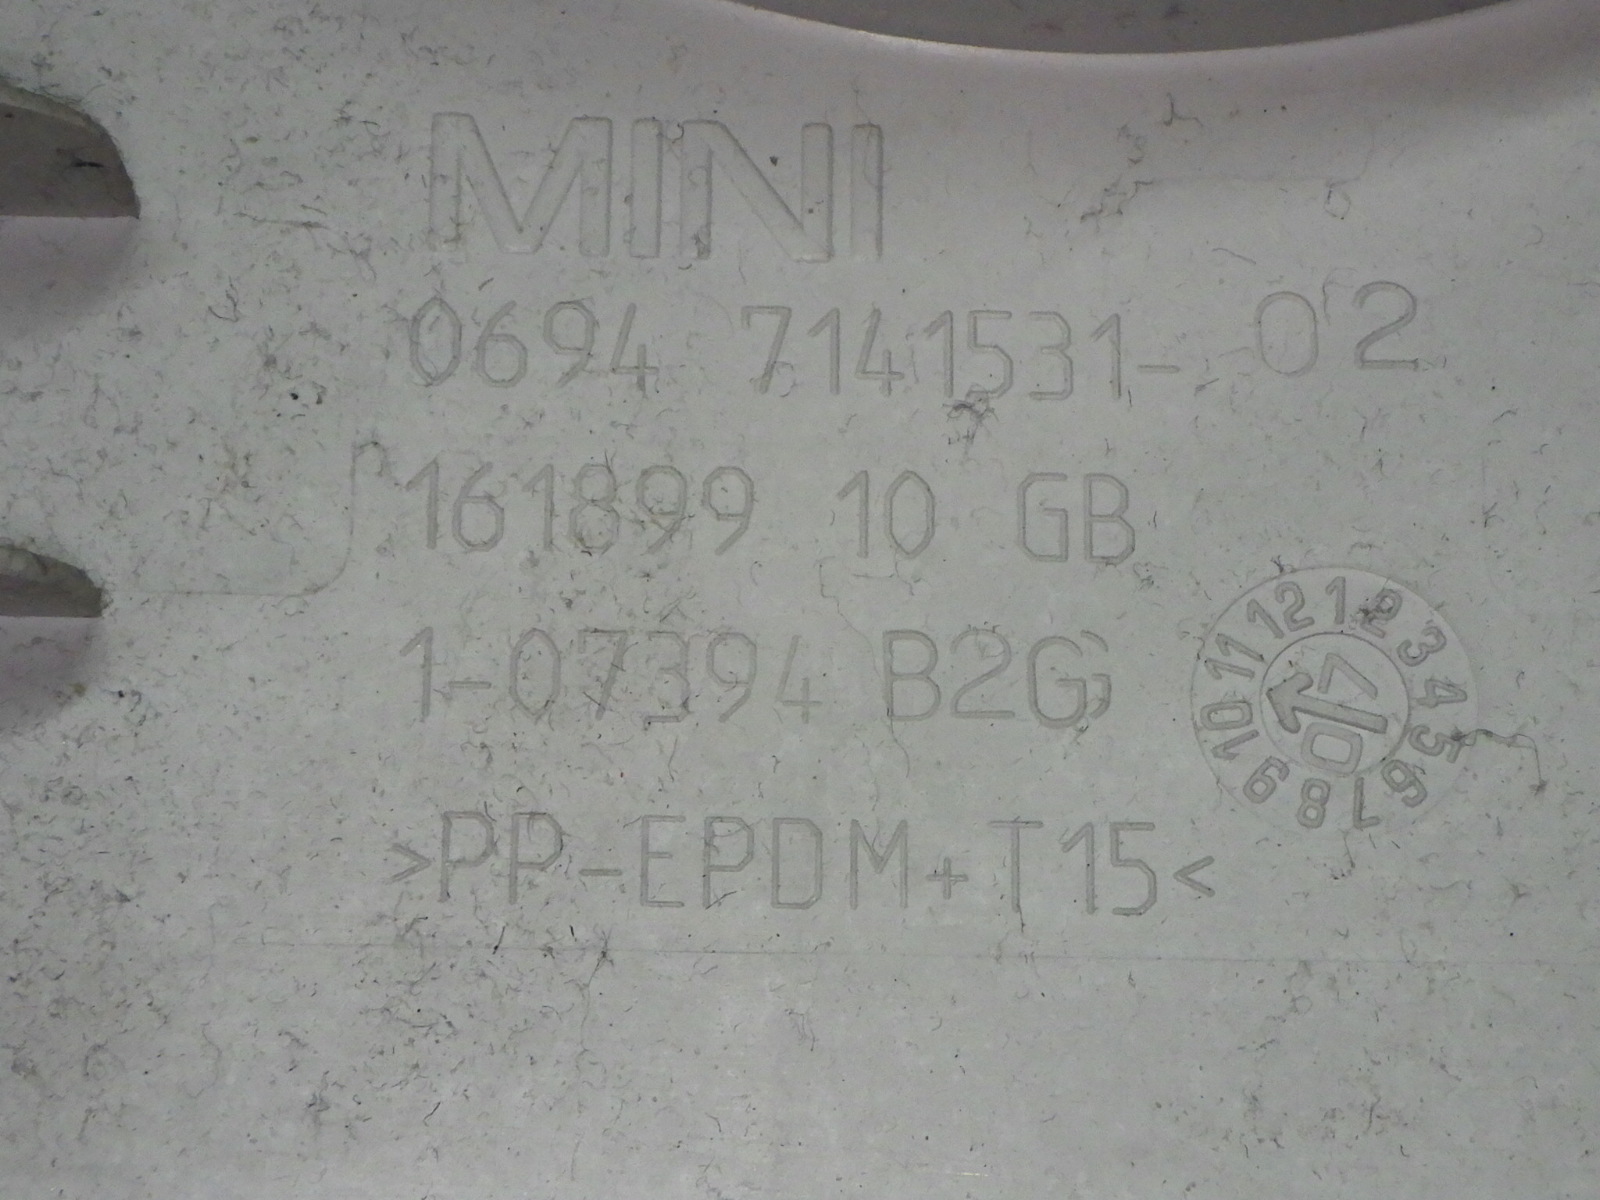 MINI
0694 7141531- 02
161899 10 GB
1-07394 B2G
>PP-EPDM+T15<
1 2 3 4 5 6 7 8 9 10 11 12
07